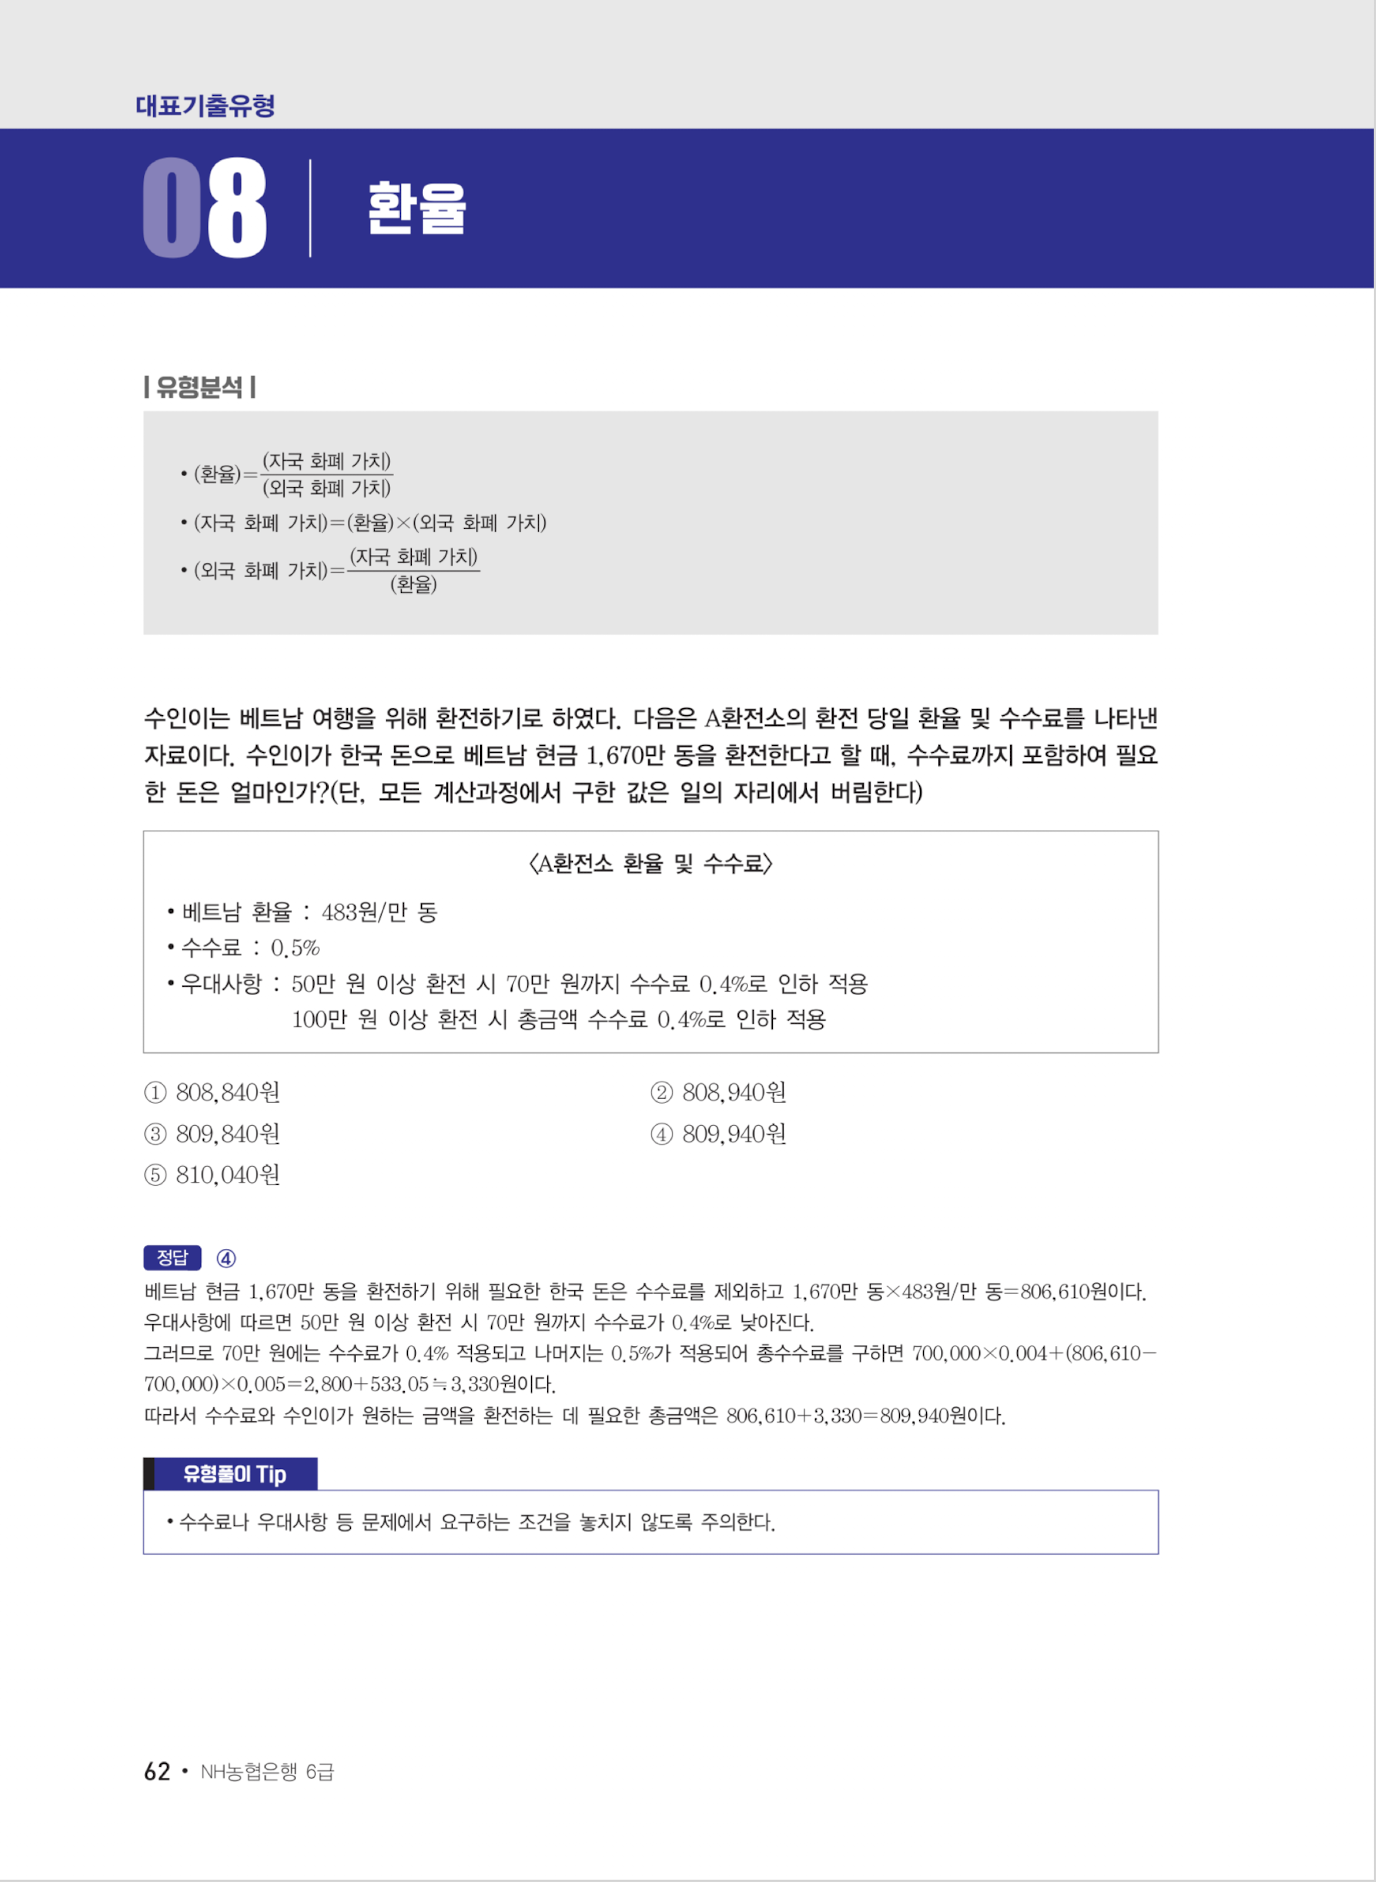 대표기출유형
08 환율
| 유형분석 |
• (환율)=(자국 화폐 가치)/(외국 화폐 가치)
• (자국 화폐 가치)=(환율)×(외국 화폐 가치)
• (외국 화폐 가치)=(자국 화폐 가치)/(환율)
수인이는 베트남 여행을 위해 환전하기로 하였다. 다음은 A환전소의 환전 당일 환율 및 수수료를 나타낸
자료이다. 수인이가 한국 돈으로 베트남 현금 1,670만 동을 환전한다고 할 때, 수수료까지 포함하여 필요
한 돈은 얼마인가?(단, 모든 계산과정에서 구한 값은 일의 자리에서 버림한다)
〈A환전소 환율 및 수수료〉
• 베트남 환율 : 483원/만 동
• 수수료 : 0.5%
• 우대사항 : 50만 원 이상 환전 시 70만 원까지 수수료 0.4%로 인하 적용
100만 원 이상 환전 시 총금액 수수료 0.4%로 인하 적용
① 808,840원 ② 808,940원
③ 809,840원 ④ 809,940원
⑤ 810,040원
정답 ④
베트남 현금 1,670만 동을 환전하기 위해 필요한 한국 돈은 수수료를 제외하고 1,670만 동×483원/만 동=806,610원이다.
우대사항에 따르면 50만 원 이상 환전 시 70만 원까지 수수료가 0.4%로 낮아진다.
그러므로 70만 원에는 수수료가 0.4% 적용되고 나머지는 0.5%가 적용되어 총수수료를 구하면 700,000×0.004+(806,610−
700,000)×0.005=2,800+533.05≒3,330원이다.
따라서 수수료와 수인이가 원하는 금액을 환전하는 데 필요한 총금액은 806,610+3,330=809,940원이다.
유형풀이 Tip
• 수수료나 우대사항 등 문제에서 요구하는 조건을 놓치지 않도록 주의한다.
62 • NH농협은행 6급